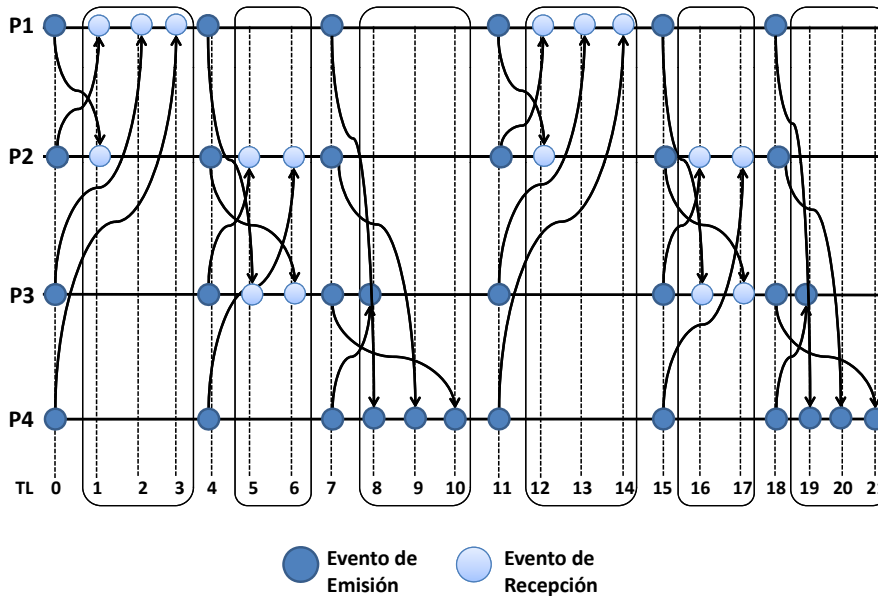 P1
P2
P3
P4
TL 0 1 2 3 4 5 6 7 8 9 10 11 12 13 14 15 16 17 18 19 20
Evento de
Emisión
Evento de
Recepción